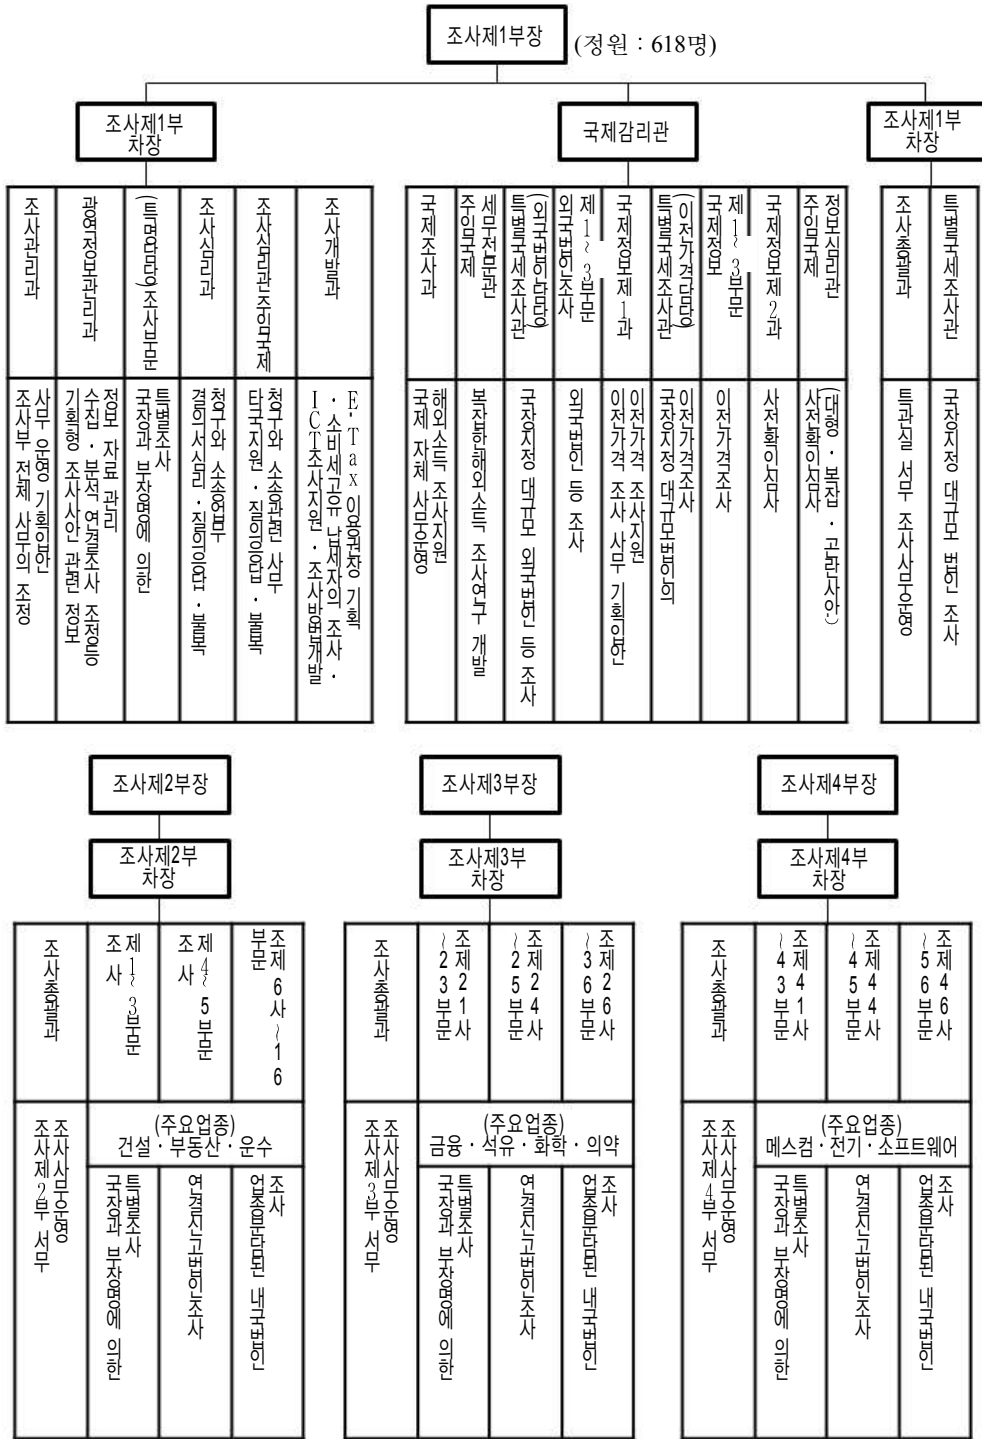 조사제1부장
(정원 : 618명)
조사제1부
차장
국제감리관
조사제1부
차장
조사관리과
광역정보관리과
(특명담당)조사부문
조사심리과
조사심리관·주임국제
조사개발과
국제조사과
세무전문관
주임국제
(외국법인담당)
특별국세조사관
제1~3부문
외국법인조사
국제정보제1과
(이전가격담당)
특별국세조사관
제1~3부문
국제정보
국제정보제2과
정보심리관
주임국제
조사총괄과
특별국세조사관
사무 운영 기획입안
조사부 전체 사무의 조정
정보 자료 관리
수집·분석 연결조사 조정등
기획형 조사사안 관련 정보
특별조사
국장과 부장명에 의한
청구와 소송업무
결의서심리·질의응답·불복
청구와 소송관련 사무
타국지원·질의응답·불복
E-Tax 이용권장 기획
·소비세고유 납세자의 조사·
ICT조사지원·조사방법개발
해외소득 조사지원
국제 자체 사무운영
복잡한해외소득 조사연구 개발
국장지정 대규모 외국법인 등 조사
외국법인 등 조사
이전가격 조사지원
이전가격 조사 사무 기획입안
이전가격조사
국장지정 대규모법인의
이전가격조사
사전확인심사
(대형·복잡·곤란사안)
사전확인심사
특관실 서무 조사사무운영
국장지정 대규모 법인 조사
조사제2부장
조사제2부
차장
조사총괄과
제1~3부문
조사
제4~5부문
조사
조제6사~16
부문
조사사무운영
조사제2부 서무
(주요업종)
건설·부동산·운수
특별조사
국장과 부장명에 의한
연결신고법인조사
조사
업종분담된 내국법인
조사제3부장
조사제3부
차장
조사총괄과
조제21사
~23부문
조제24사
~25부문
조제26사
~36부문
조사사무운영
조사제3부 서무
(주요업종)
금융·석유·화학·의약
특별조사
국장과 부장명에 의한
연결신고법인조사
조사
업종분담된 내국법인
조사제4부장
조사제4부
차장
조사총괄과
조제41사
~43부문
조제44사
~45부문
조제46사
~56부문
조사사무운영
조사제4부 서무
(주요업종)
메스컴·전기·소프트웨어
특별조사
국장과 부장명에 의한
연결신고법인조사
조사
업종분담된 내국법인